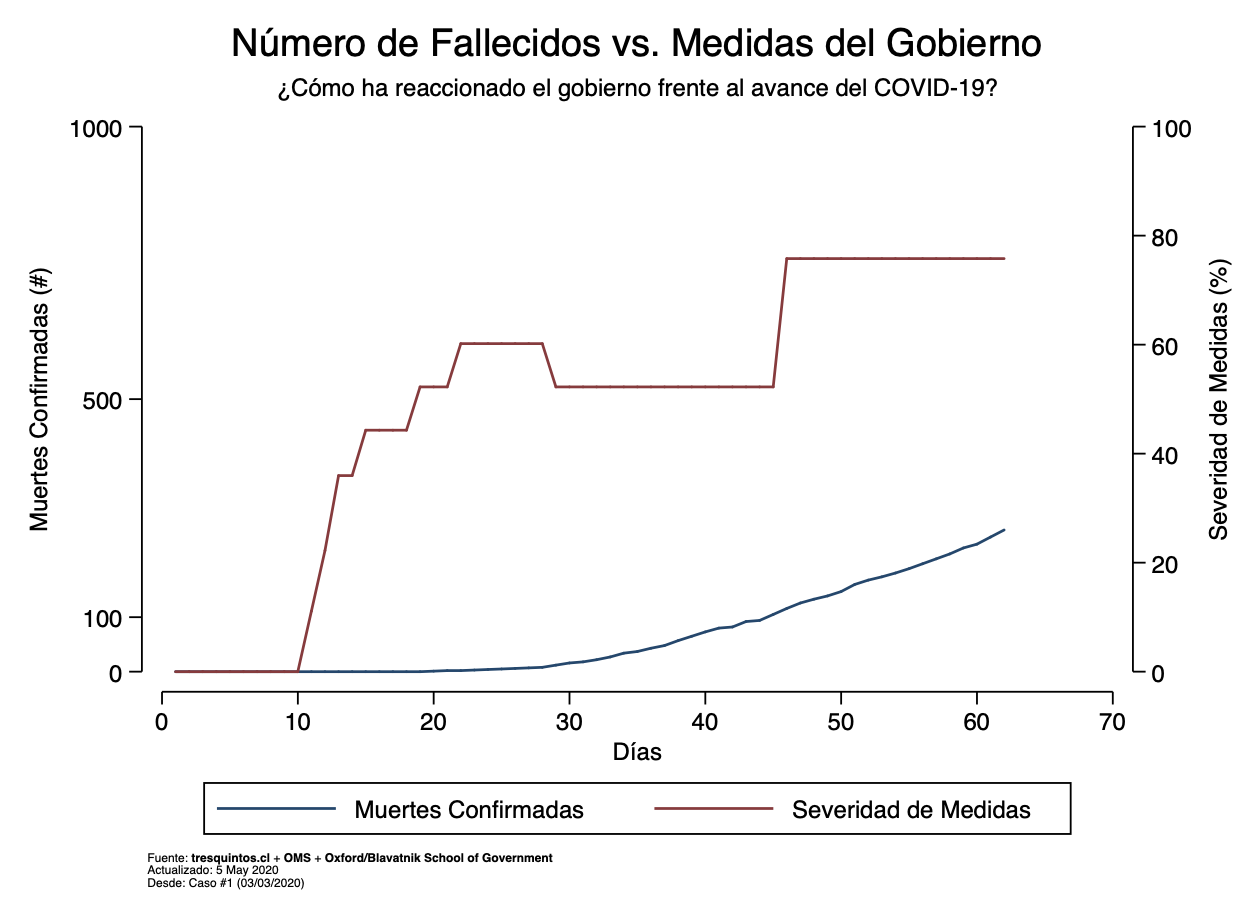 Número de Fallecidos vs. Medidas del Gobierno
¿Cómo ha reaccionado el gobierno frente al avance del COVID-19?
Muertes Confirmadas (#)
1000
500
100
0
100
80
60
40
20
0
Severidad de Medidas (%)
0 10 20 30 40 50 60 70
Días
Muertes Confirmadas Severidad de Medidas
Fuente: tresquintos.cl + OMS + Oxford/Blavatnik School of Government
Actualizado: 5 May 2020
Desde: Caso #1 (03/03/2020)